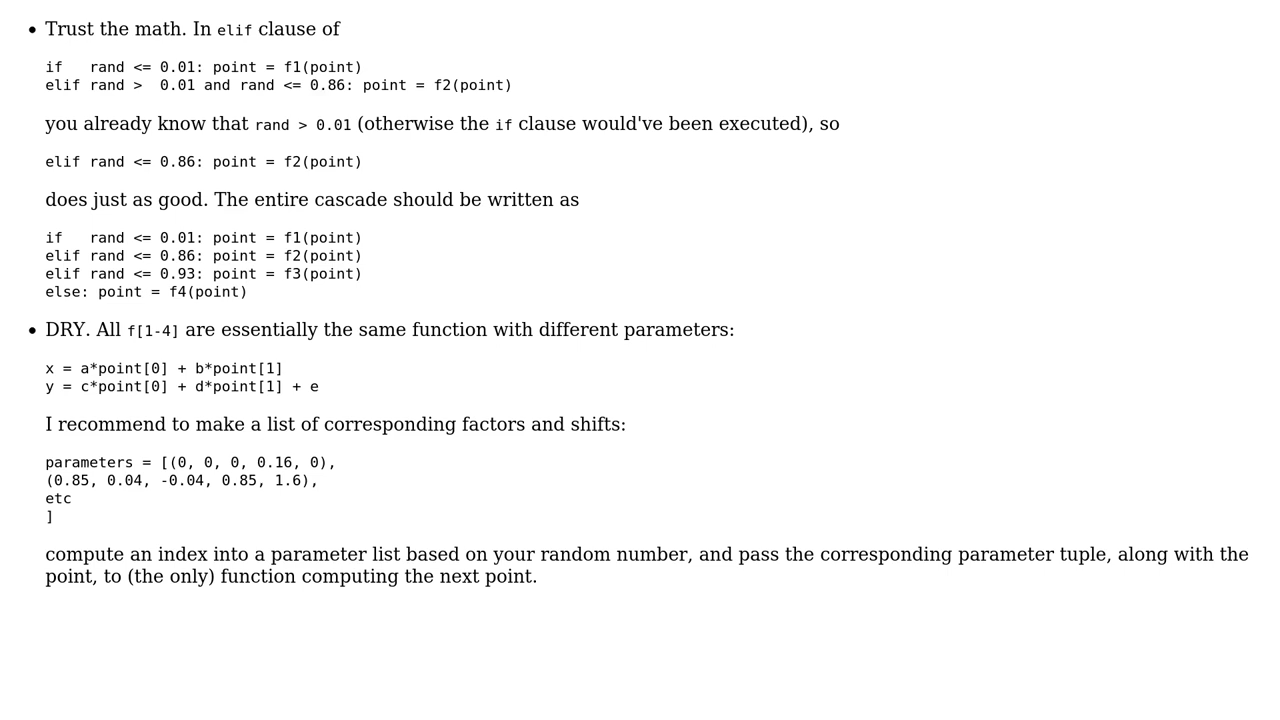 • Trust the math. In elif clause of
if   rand <= 0.01: point = f1(point)
elif rand >  0.01 and rand <= 0.86: point = f2(point)
you already know that rand > 0.01 (otherwise the if clause would've been executed), so
elif rand <= 0.86: point = f2(point)
does just as good. The entire cascade should be written as
if   rand <= 0.01: point = f1(point)
elif rand <= 0.86: point = f2(point)
elif rand <= 0.93: point = f3(point)
else: point = f4(point)
• DRY. All f[1-4] are essentially the same function with different parameters:
x = a*point[0] + b*point[1]
y = c*point[0] + d*point[1] + e
I recommend to make a list of corresponding factors and shifts:
parameters = [(0, 0, 0, 0.16, 0),
(0.85, 0.04, -0.04, 0.85, 1.6),
etc
]
compute an index into a parameter list based on your random number, and pass the corresponding parameter tuple, along with the
point, to (the only) function computing the next point.